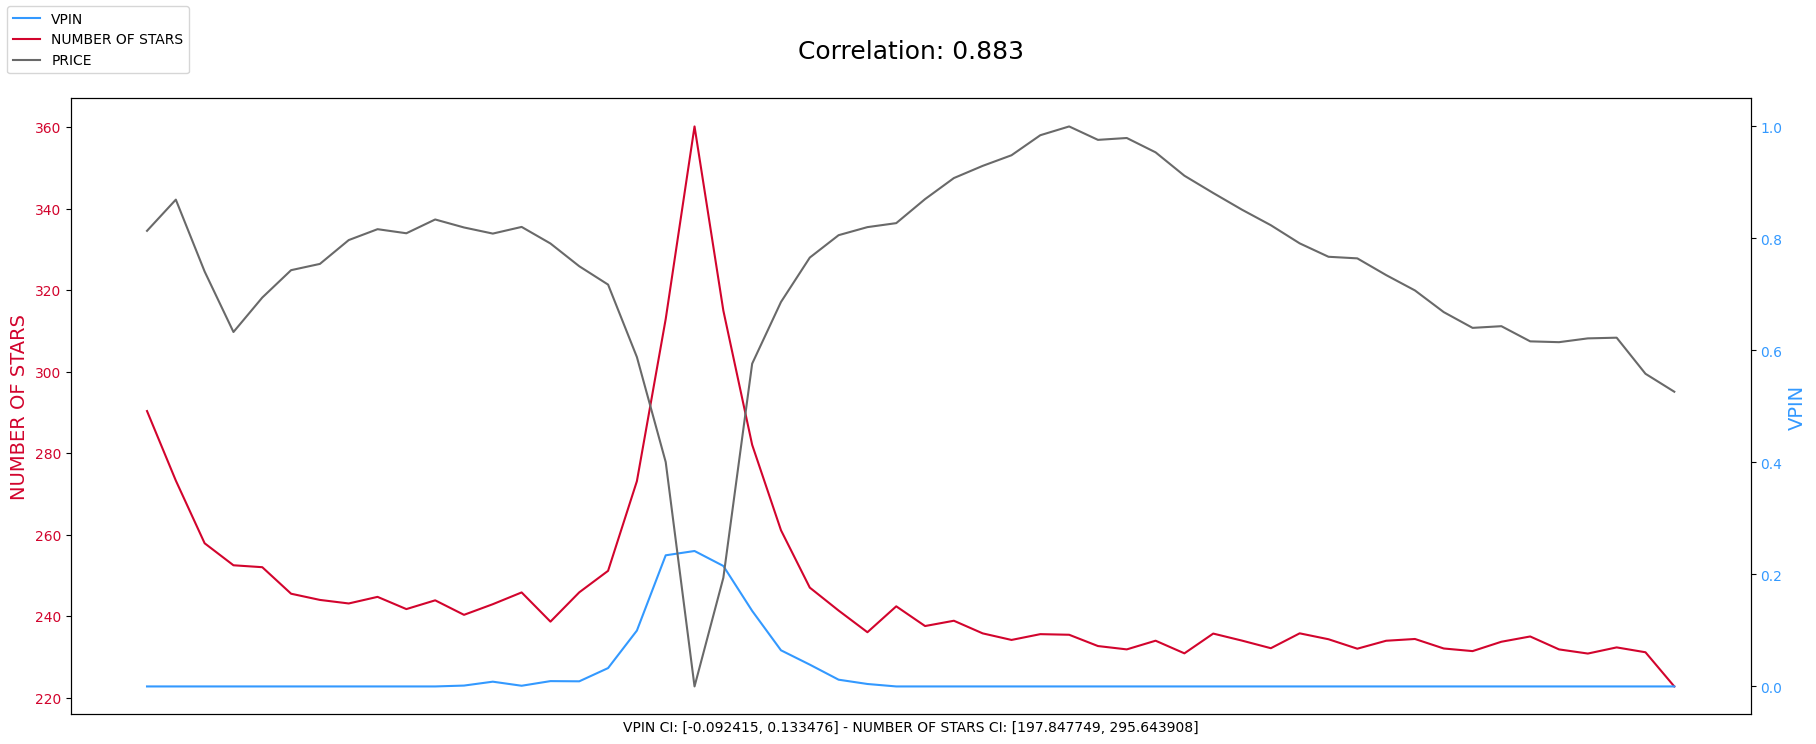 VPIN
NUMBER OF STARS
PRICE
Correlation: 0.883
360
340
320
300
280
260
240
220
NUMBER OF STARS
1.0
0.8
0.6
0.4
0.2
0.0
VPIN
VPIN CI: [-0.092415, 0.133476] - NUMBER OF STARS CI: [197.847749, 295.643908]